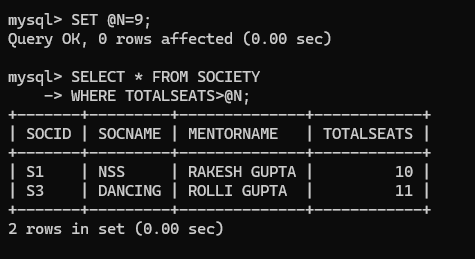 mysql> SET @N=9;
Query OK, 0 rows affected (0.00 sec)
mysql> SELECT * FROM SOCIETY
    -> WHERE TOTALSEATS>@N;
+-------+---------+--------------+------------+
| SOCID | SOCNAME | MENTORNAME   | TOTALSEATS |
+-------+---------+--------------+------------+
| S1    | NSS     | RAKESH GUPTA |         10 |
| S3    | DANCING | ROLLI GUPTA  |         11 |
+-------+---------+--------------+------------+
2 rows in set (0.00 sec)